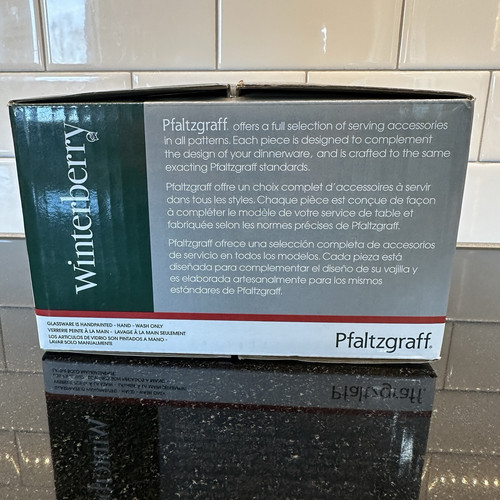 Winterberry
Pfaltzgraff. offers a full selection of serving accessories
in all patterns. Each piece is designed to complement
the design of your dinnerware, and is crafted to the same
exacting Pfaltzgraff standards.
Pfaltzgraff offre un choix complet d'accessoires à servir
dans tous les styles. Chaque pièce est conçue de façon
à compléter le modèle de votre service de table et
fabriquée selon les normes précises de Pfaltzgraff.
Pfaltzgraff ofrece una selección completa de accesorios
de servicio en todos los modelos. Cada pieza está
diseñada para complementar el diseño de su vajilla y
es elaborada artesanalmente para los mismos
estándares de Pfaltzgraff.
GLASSWARE IS HANDPAINTED - HAND - WASH ONLY
VERRERIE PEINTE À LA MAIN - LAVAGE À LA MAIN SEULEMENT
LOS ARTICULOS DE VIDRIO SON PINTADOS A MANO -
LAVAR SOLO MANUALMENTE
Pfaltzgraff.